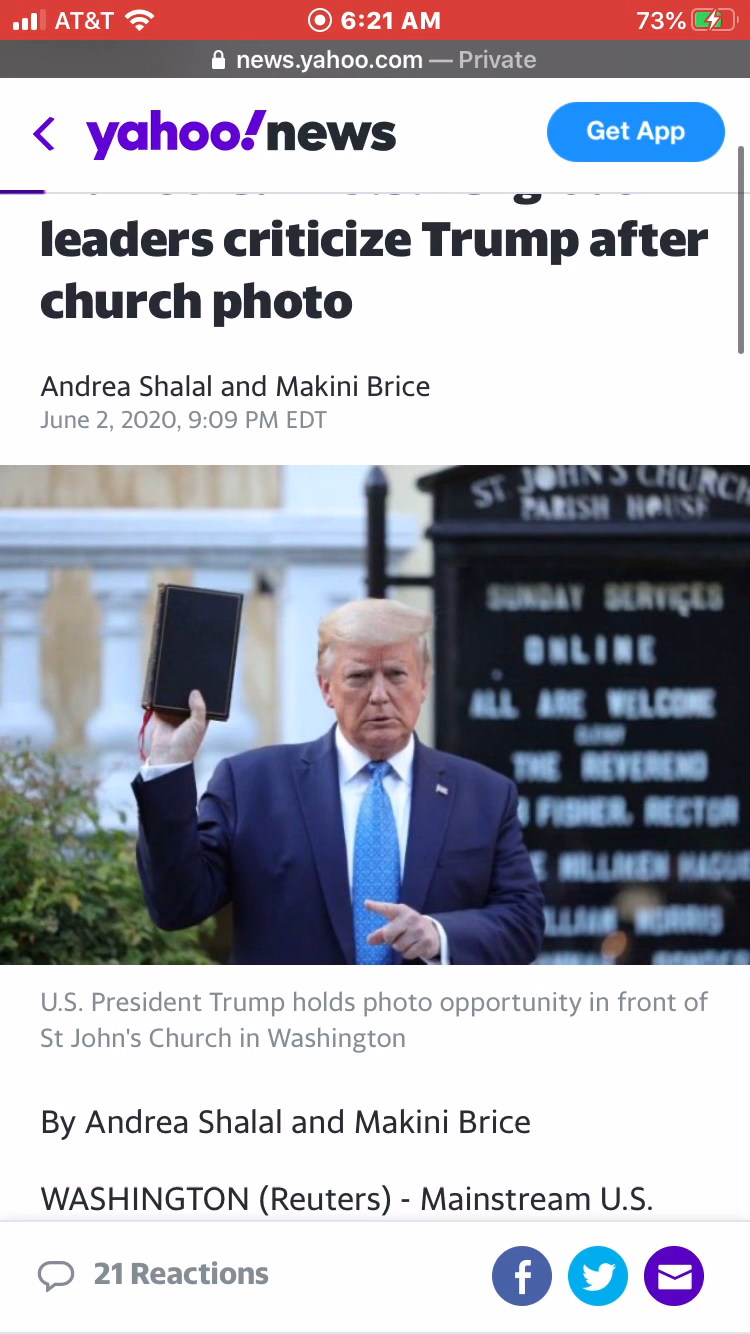 AT&T 6:21 AM 73%
news.yahoo.com — Private
yahoo!news
Get App
leaders criticize Trump after
church photo
Andrea Shalal and Makini Brice
June 2, 2020, 9:09 PM EDT
ST JOHN'S CHURCH
PARISH HOUSE
SUNDAY SERVICES
ONLINE
ALL ARE WELCOME
THE REVEREND
FISHER, RECTOR
MILLIKEN
MORRIS
U.S. President Trump holds photo opportunity in front of
St John's Church in Washington
By Andrea Shalal and Makini Brice
WASHINGTON (Reuters) - Mainstream U.S.
21 Reactions